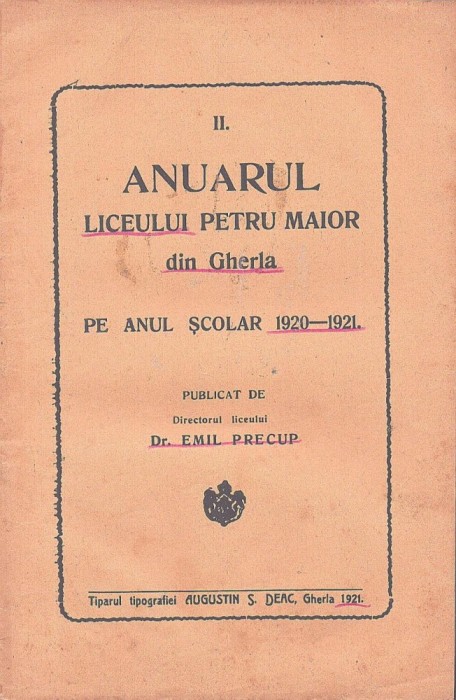 II.
ANUARUL
LICEULUI PETRU MAIOR
din Gherla
PE ANUL ȘCOLAR 1920—1921.
PUBLICAT DE
Directorul liceului
Dr. EMIL PRECUP
Tiparul tipografiei AUGUSTIN S. DEAC, Gherla 1921.